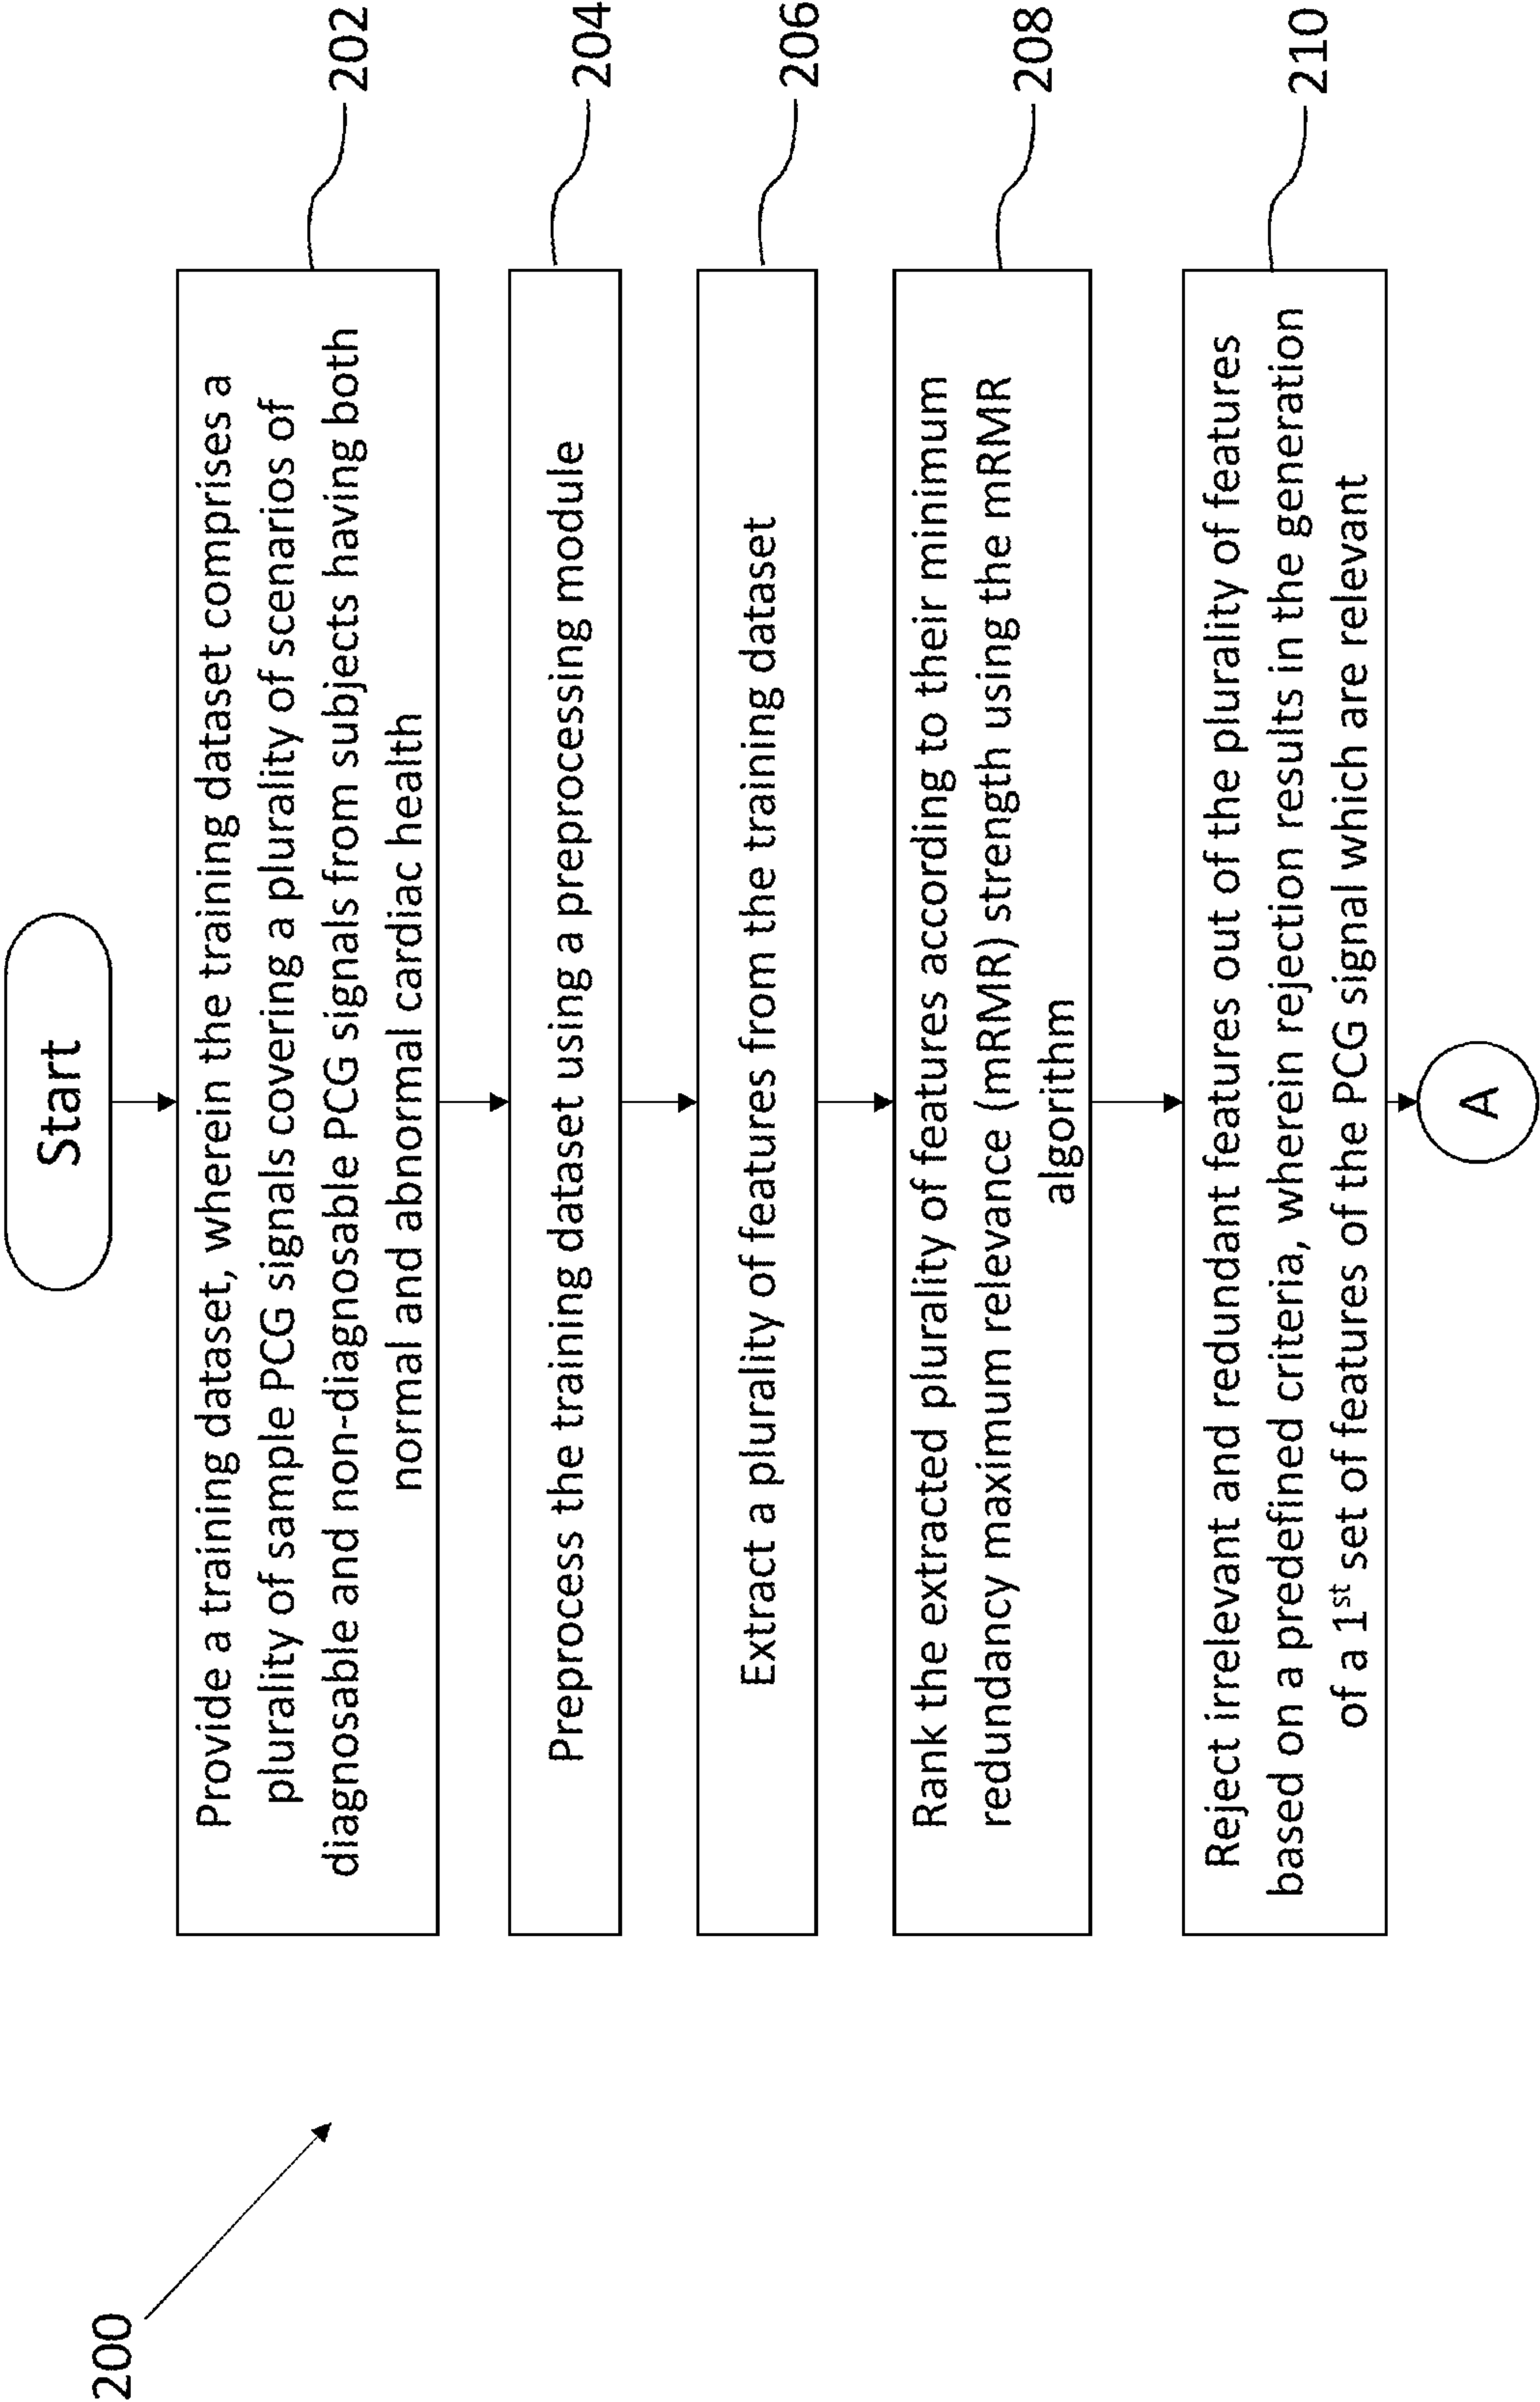 200
Start
Provide a training dataset, wherein the training dataset comprises a
plurality of sample PCG signals covering a plurality of scenarios of
diagnosable and non-diagnosable PCG signals from subjects having both
normal and abnormal cardiac health
202
Preprocess the training dataset using a preprocessing module
204
Extract a plurality of features from the training dataset
206
Rank the extracted plurality of features according to their minimum
redundancy maximum relevance (mRMR) strength using the mRMR
algorithm
208
Reject irrelevant and redundant features out of the plurality of features
based on a predefined criteria, wherein rejection results in the generation
of a 1st set of features of the PCG signal which are relevant
210
A